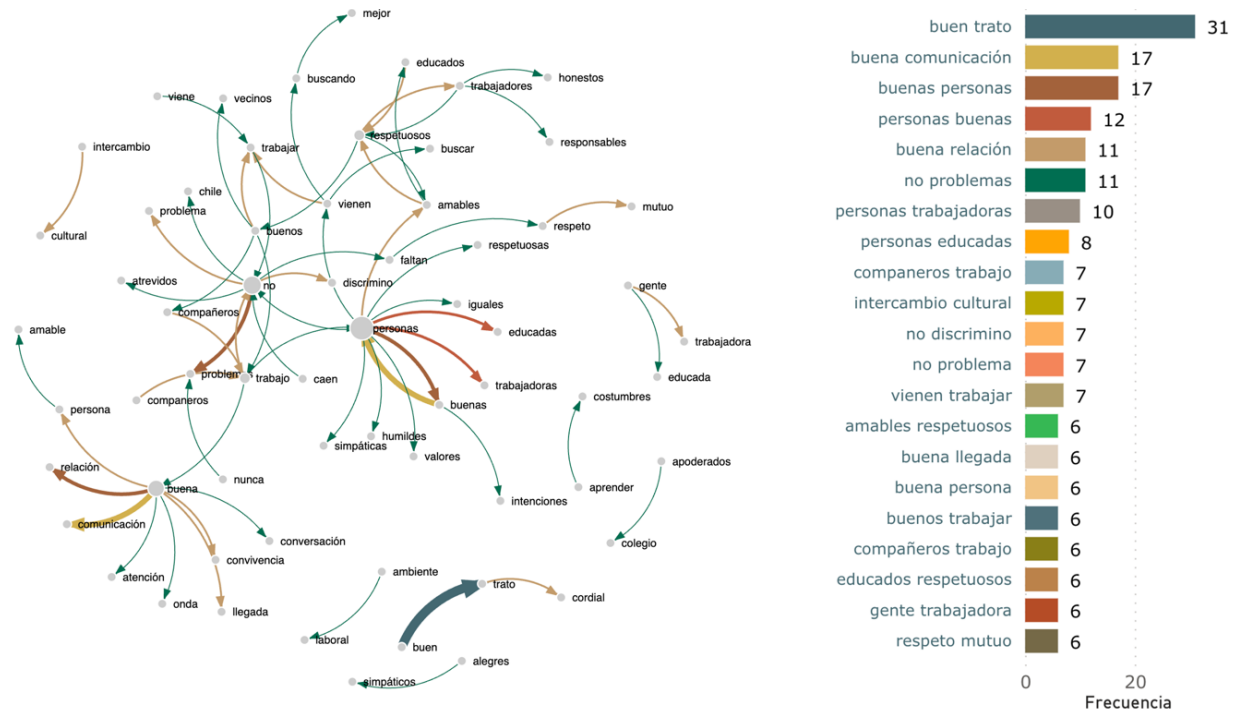 mejor
educados
buscando
trabajadores
honestos
viene
vecinos
respetuosos
responsables
intercambio
trabajar
buscar
chile
problema
vienen
amables
mutuo
cultural
buenos
respeto
respetuosas
faltan
atrevidos
no
discrimino
gente
compañeros
iguales
amable
personas
educadas
trabajadora
problemas
trabajo
caen
trabajadoras
educada
persona
companeros
buenas
costumbres
simpáticas
humildes
valores
relación
buena
nunca
apoderados
intenciones
aprender
comunicación
conversación
colegio
convivencia
atención
ambiente
onda
llegada
trato
cordial
laboral
buen
alegres
simpáticos
buen trato 31
buena comunicación 17
buenas personas 17
personas buenas 12
buena relación 11
no problemas 11
personas trabajadoras 10
personas educadas 8
companeros trabajo 7
intercambio cultural 7
no discrimino 7
no problema 7
vienen trabajar 7
amables respetuosos 6
buena llegada 6
buena persona 6
buenos trabajar 6
compañeros trabajo 6
educados respetuosos 6
gente trabajadora 6
respeto mutuo 6
0 20
Frecuencia